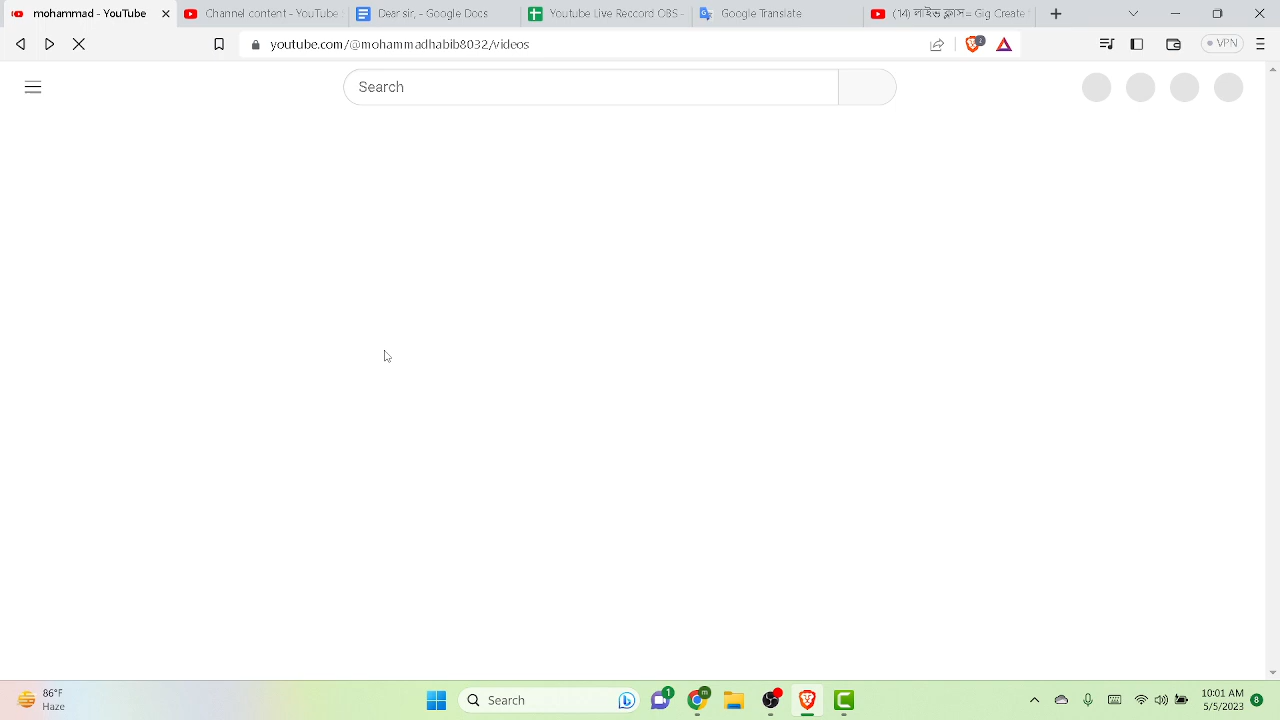 mohammad - YouTube
Channel content - YouTube
Dear sir, - Google Docs
Youtube Live Record OBS -
Google Translate
youtube.com/@mohammadhabib8032/videos
VPN
Search
86°F
Haze
Search
1
m
10:01 AM
5/5/2023
8